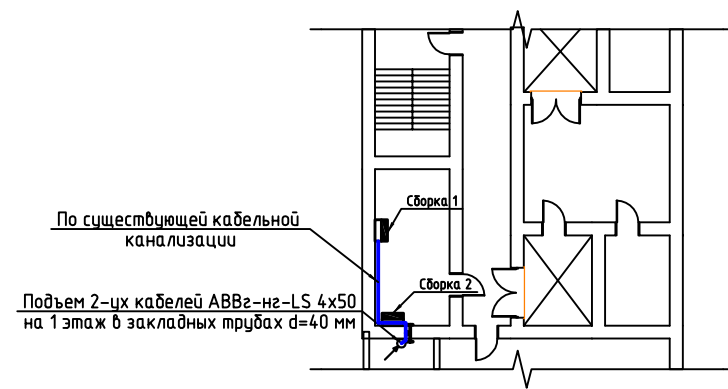 Сборка 1
По существующей кабельной
канализации
Сборка 2
Подъем 2-ух кабелей АВВг-нг-LS 4х50
на 1 этаж в закладных трубах d=40 мм